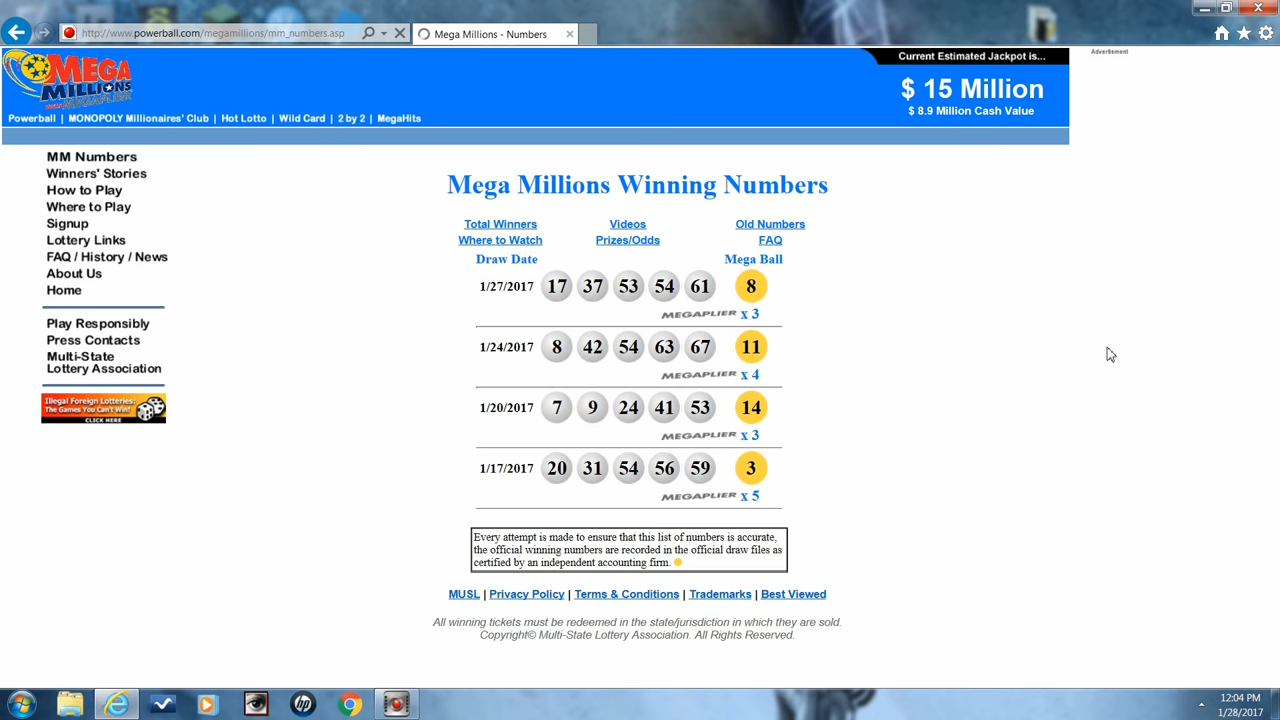 http://www.powerball.com/megamillions/mm_numbers.asp
Mega Millions - Numbers
MEGA
MILLIONS
MEGAPLIER
Current Estimated Jackpot is...
$ 15 Million
$ 8.9 Million Cash Value
Advertisement
Powerball | MONOPOLY Millionaires' Club | Hot Lotto | Wild Card | 2 by 2 | MegaHits
MM Numbers
Winners' Stories
How to Play
Where to Play
Signup
Lottery Links
FAQ / History / News
About Us
Home
Play Responsibly
Press Contacts
Multi-State
Lottery Association
Illegal Foreign Lotteries:
The Games You Can't Win!
CLICK HERE
Mega Millions Winning Numbers
Total Winners Videos Old Numbers
Where to Watch Prizes/Odds FAQ
Draw Date Mega Ball
1/27/2017 17 37 53 54 61 8
MEGAPLIER x 3
1/24/2017 8 42 54 63 67 11
MEGAPLIER x 4
1/20/2017 7 9 24 41 53 14
MEGAPLIER x 3
1/17/2017 20 31 54 56 59 3
MEGAPLIER x 5
Every attempt is made to ensure that this list of numbers is accurate,
the official winning numbers are recorded in the official draw files as
certified by an independent accounting firm.
MUSL | Privacy Policy | Terms & Conditions | Trademarks | Best Viewed
All winning tickets must be redeemed in the state/jurisdiction in which they are sold.
Copyright© Multi-State Lottery Association. All Rights Reserved.
hp
12:04 PM
1/28/2017